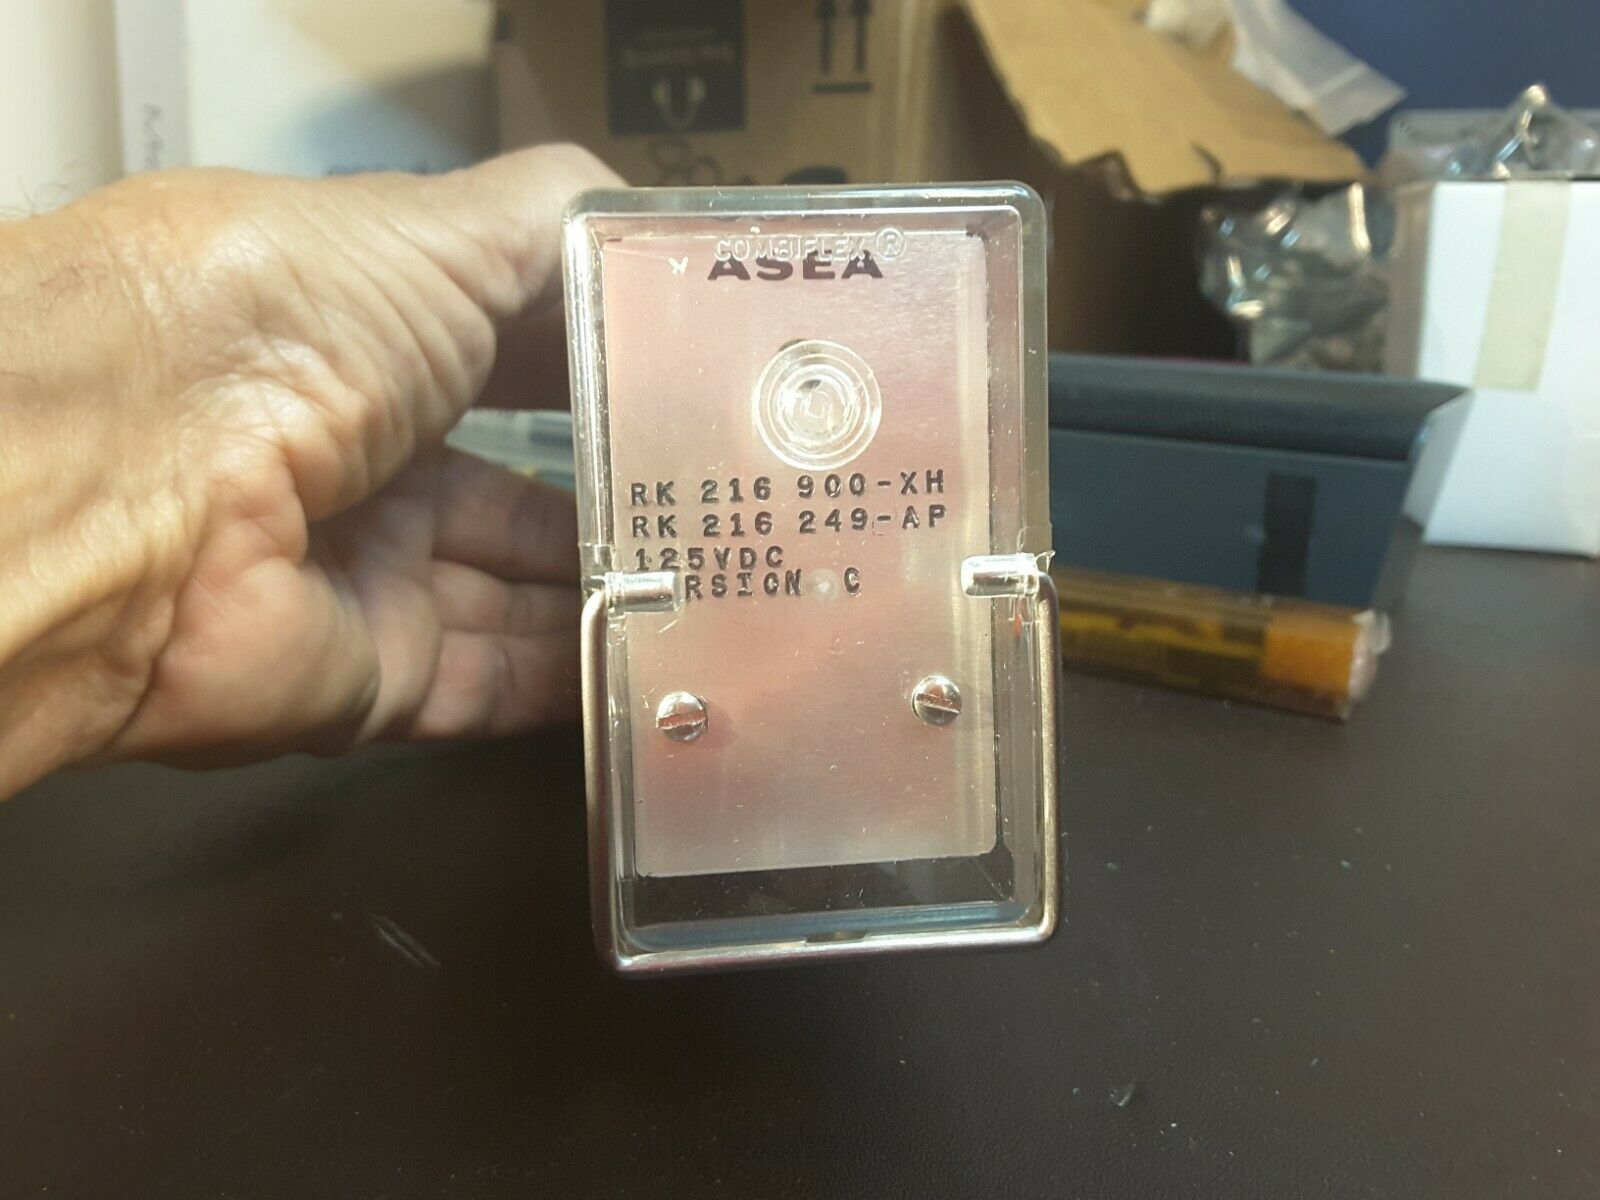 COMBIFLEX ®
ASEA
RK 216 900-XH
RK 216 249-AP
125VDC
RSION C